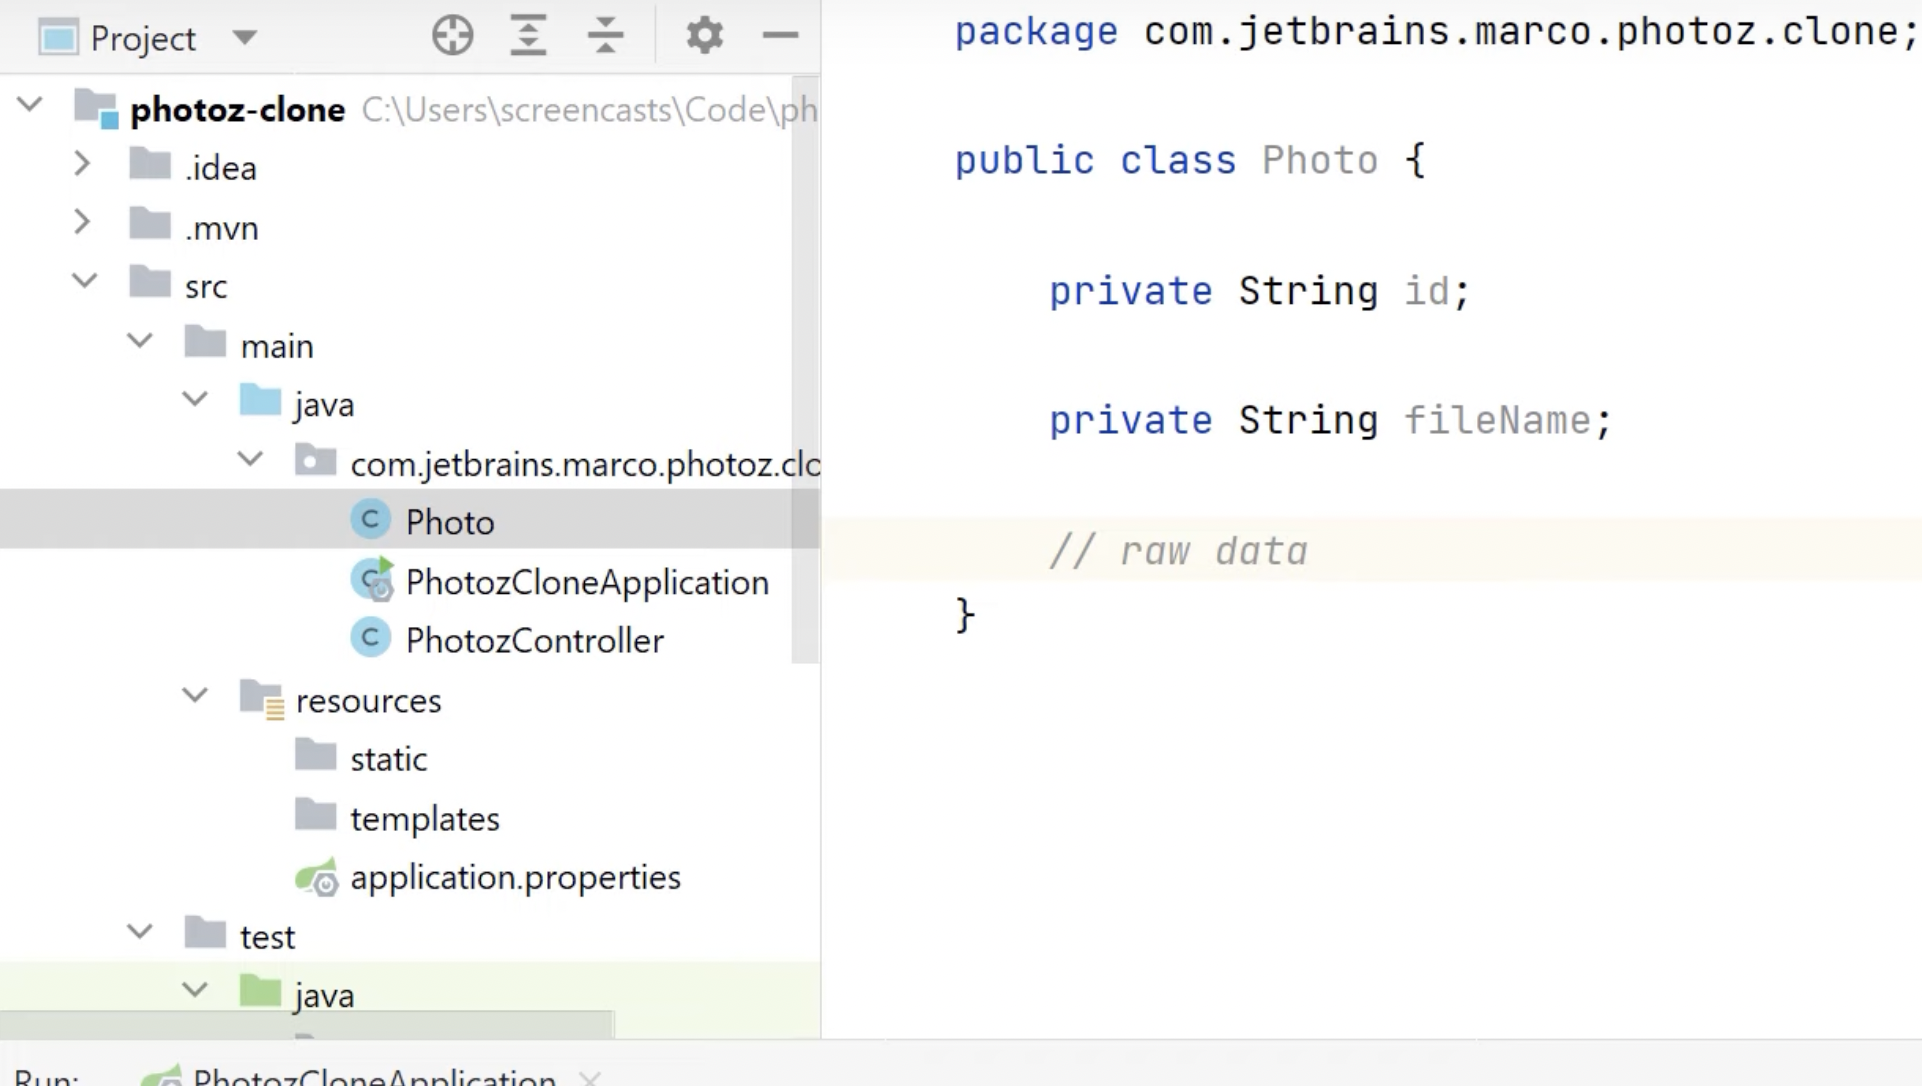 Project
photoz-clone C:\Users\screencasts\Code\ph
.idea
.mvn
src
main
java
com.jetbrains.marco.photoz.clo
Photo
PhotozCloneApplication
PhotozController
resources
static
templates
application.properties
test
java
Run: PhotozCloneApplication
package com.jetbrains.marco.photoz.clone;
public class Photo {
private String id;
private String fileName;
// raw data
}